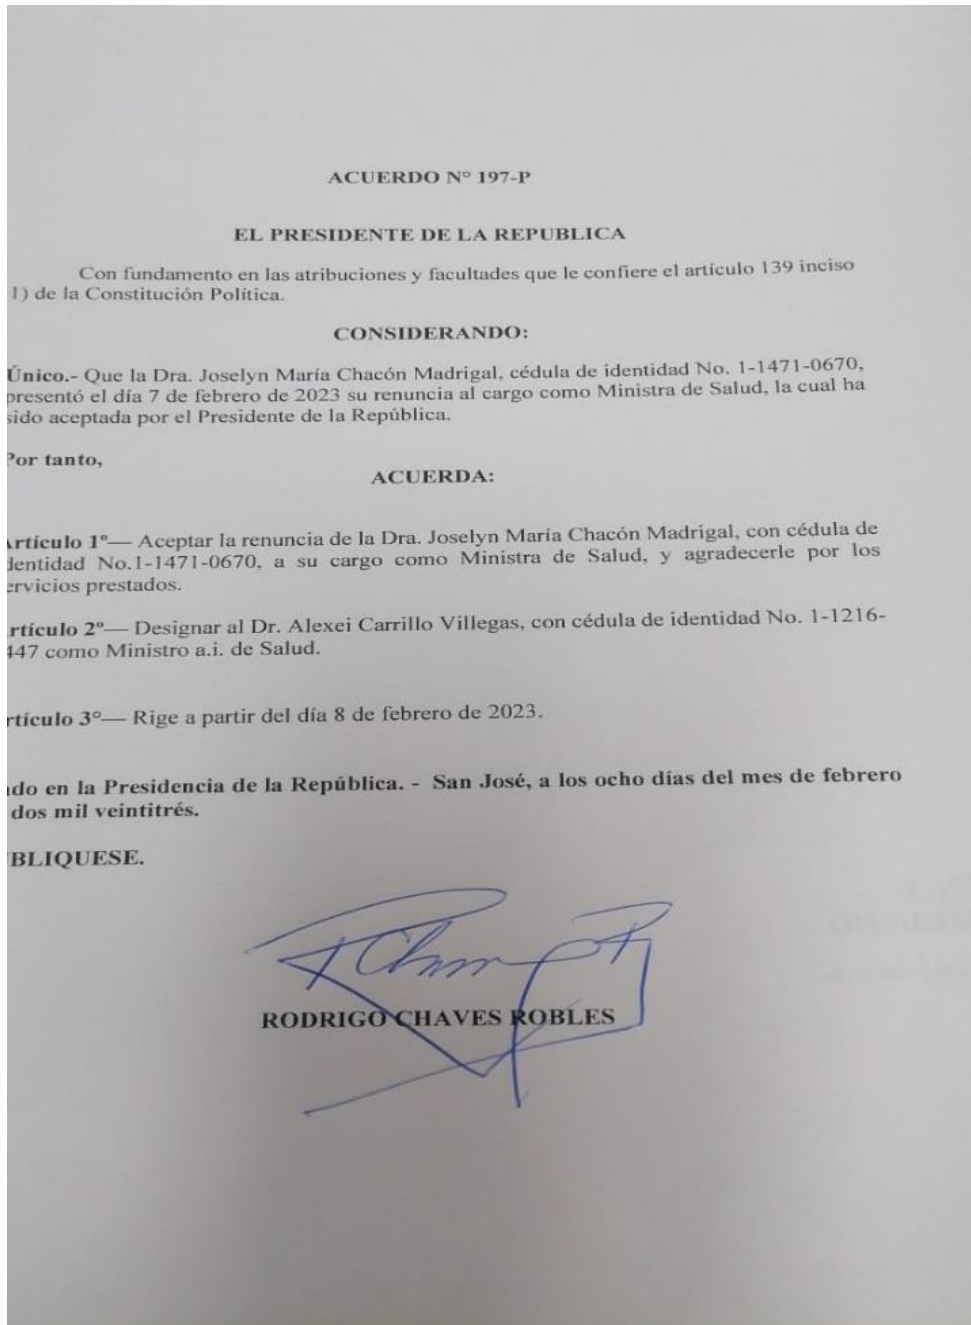 ACUERDO Nº 197-P
EL PRESIDENTE DE LA REPUBLICA
Con fundamento en las atribuciones y facultades que le confiere el artículo 139 inciso
1) de la Constitución Política.
CONSIDERANDO:
Único.- Que la Dra. Joselyn María Chacón Madrigal, cédula de identidad No. 1-1471-0670,
presentó el día 7 de febrero de 2023 su renuncia al cargo como Ministra de Salud, la cual ha
sido aceptada por el Presidente de la República.
Por tanto,
ACUERDA:
Artículo 1º— Aceptar la renuncia de la Dra. Joselyn María Chacón Madrigal, con cédula de
dentidad No.1-1471-0670, a su cargo como Ministra de Salud, y agradecerle por los
ervicios prestados.
rtículo 2º— Designar al Dr. Alexei Carrillo Villegas, con cédula de identidad No. 1-1216-
447 como Ministro a.i. de Salud.
rtículo 3º— Rige a partir del día 8 de febrero de 2023.
do en la Presidencia de la República. - San José, a los ocho días del mes de febrero
dos mil veintitrés.
BLIQUESE.
RODRIGO CHAVES ROBLES